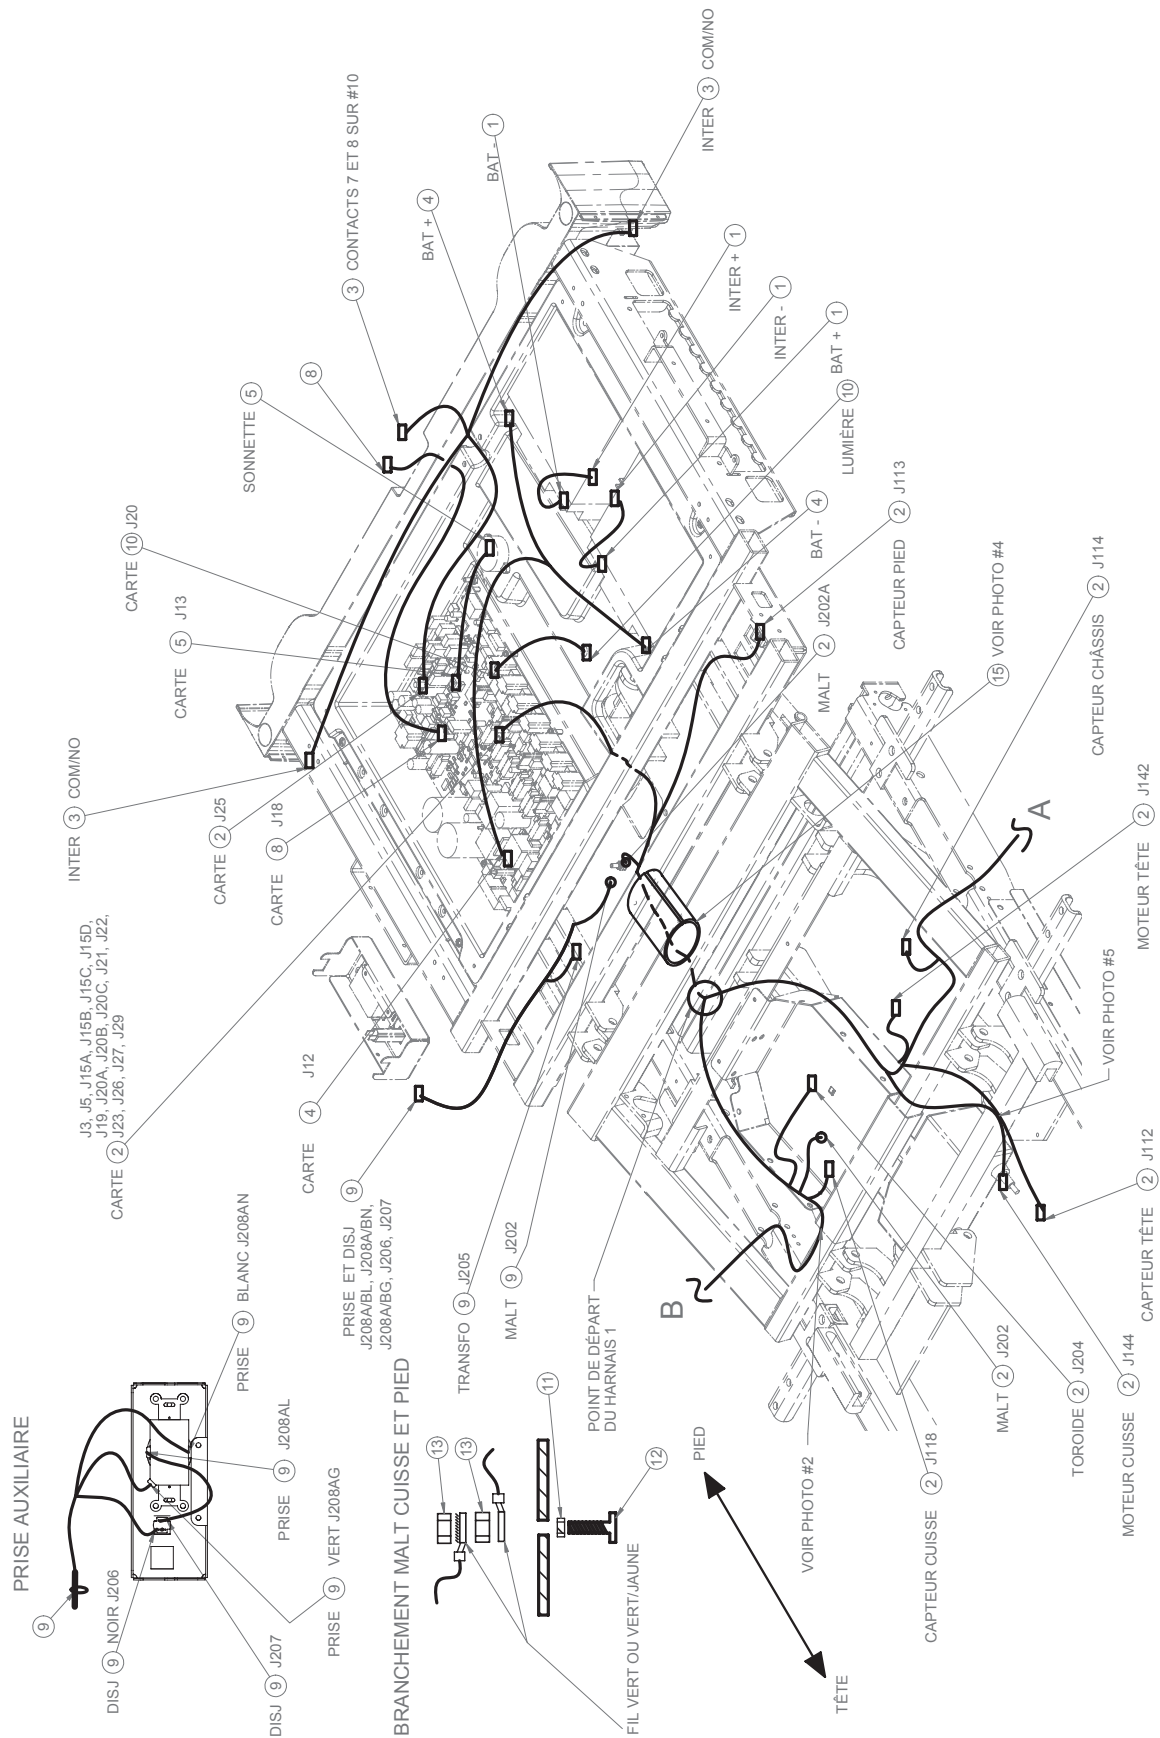 PRISE AUXILIAIRE
9
DISJ 9 NOIR J206
DISJ 9 J207
PRISE 9 VERT J208AG
PRISE 9 J208AL
PRISE 9 BLANC J208AN
BRANCHEMENT MALT CUISSE ET PIED
13
13
11
12
FIL VERT OU VERT/JAUNE
J3, J5, J15A, J15B, J15C, J15D,
J19, J20A, J20B, J20C, J21, J22,
CARTE 2 J23, J26, J27, J29
INTER 3 COM/NO
CARTE 2 J25
CARTE 8 J18
CARTE 4 J12
CARTE 5 J13
CARTE 10 J20
SONNETTE 5
8
3 CONTACTS 7 ET 8 SUR #10
BAT + 4
BAT - 1
INTER 3 COM/NO
INTER + 1
INTER - 1
BAT + 1
LUMIÈRE 10
BAT - 4
MALT 2 J202A
CAPTEUR PIED 2 J113
15 VOIR PHOTO #4
CAPTEUR CHÂSSIS 2 J114
MOTEUR TÊTE 2 J142
A
VOIR PHOTO #5
CAPTEUR TÊTE 2 J112
MOTEUR CUISSE 2 J144
TOROIDE 2 J204
MALT 2 J202
CAPTEUR CUISSE 2 J118
VOIR PHOTO #2
B
POINT DE DÉPART
DU HARNAIS 1
MALT 9 J202
TRANSFO 9 J205
PRISE ET DISJ 9
J208A/BL, J208A/BN,
J208A/BG, J206, J207
PIED
TÊTE